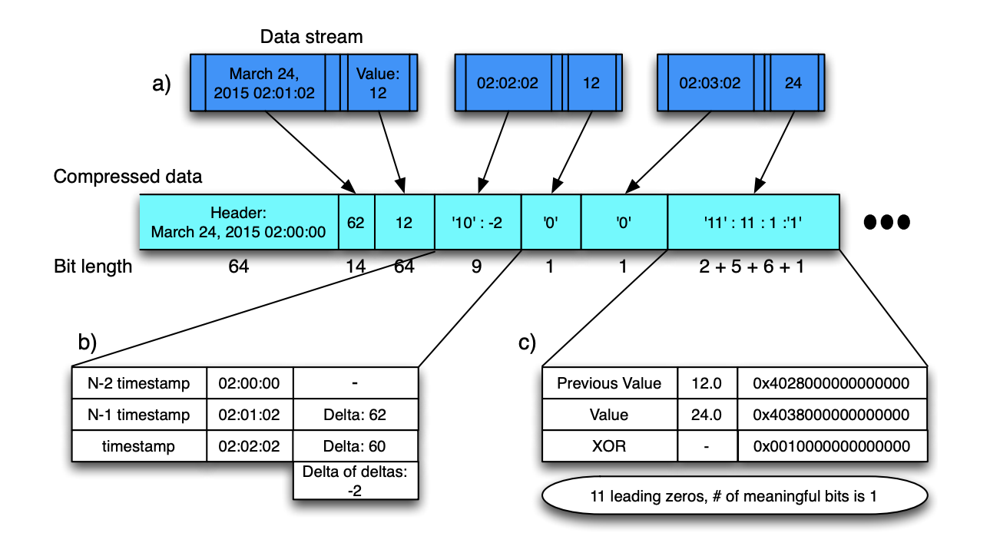 Data stream
a)
March 24,
2015 02:01:02
Value:
12
02:02:02
12
02:03:02
24
Compressed data
Header:
March 24, 2015 02:00:00
62
12
'10' : -2
'0'
'0'
'11' : 11 : 1 :'1'
Bit length
64
14
64
9
1
1
2 + 5 + 6 + 1
b)
N-2 timestamp
02:00:00
-
N-1 timestamp
02:01:02
Delta: 62
timestamp
02:02:02
Delta: 60
Delta of deltas:
-2
c)
Previous Value
12.0
0x4028000000000000
Value
24.0
0x4038000000000000
XOR
-
0x0010000000000000
11 leading zeros, # of meaningful bits is 1